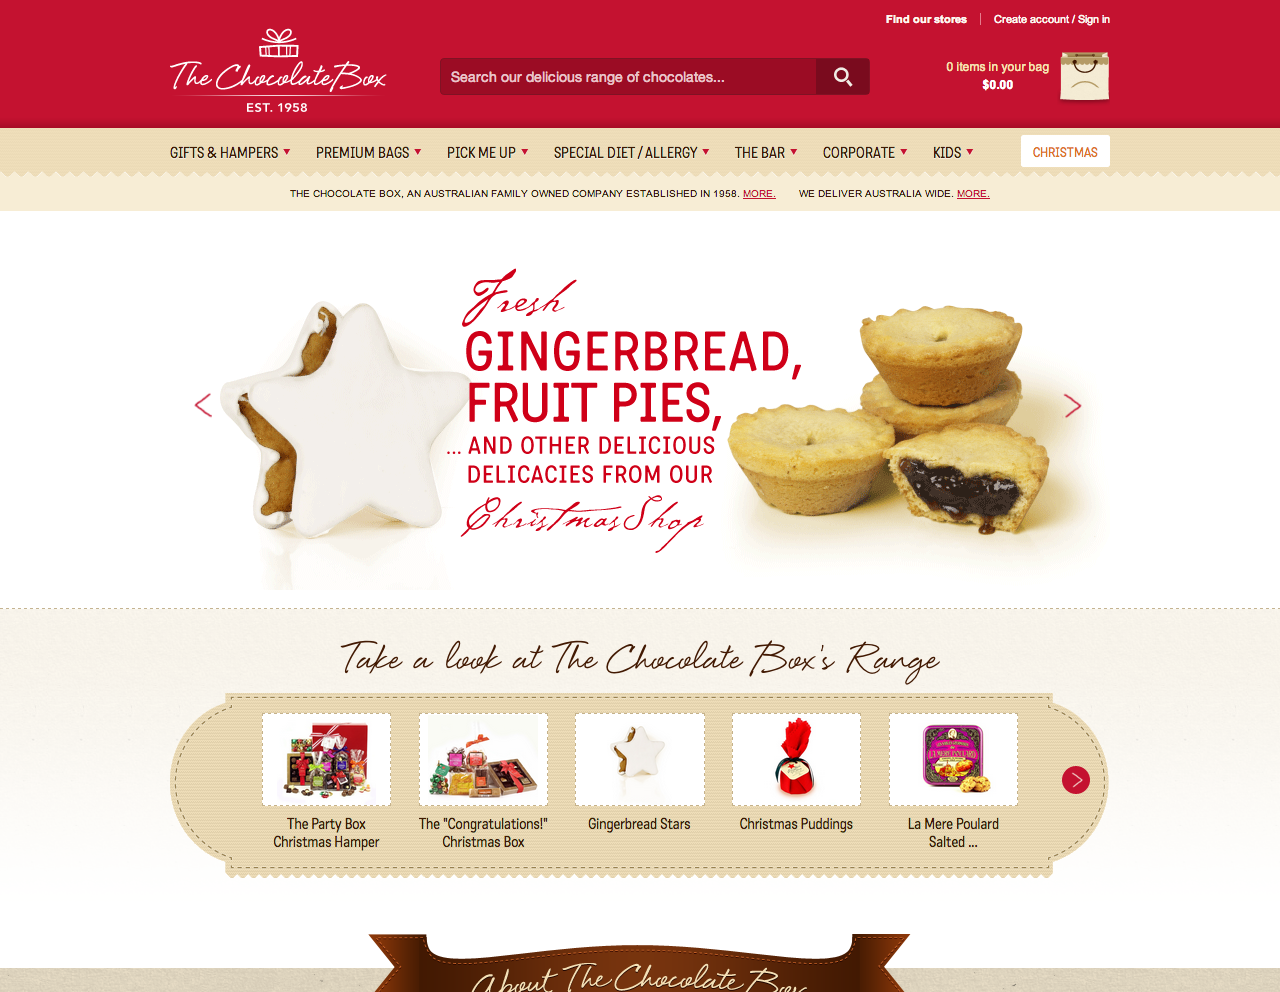 Find our stores
Create account / Sign in
The Chocolate Box
EST. 1958
Search our delicious range of chocolates...
0 items in your bag
$0.00
GIFTS & HAMPERS
PREMIUM BAGS
PICK ME UP
SPECIAL DIET / ALLERGY
THE BAR
CORPORATE
KIDS
CHRISTMAS
THE CHOCOLATE BOX, AN AUSTRALIAN FAMILY OWNED COMPANY ESTABLISHED IN 1958. MORE.
WE DELIVER AUSTRALIA WIDE. MORE.
Fresh
GINGERBREAD,
FRUIT PIES,
... AND OTHER DELICIOUS
DELICACIES FROM OUR
Christmas Shop
Take a look at The Chocolate Box's Range
LA MERE POULARD
The Party Box
Christmas Hamper
The "Congratulations!"
Christmas Box
Gingerbread Stars
Christmas Puddings
La Mere Poulard
Salted ...
About The Chocolate Box